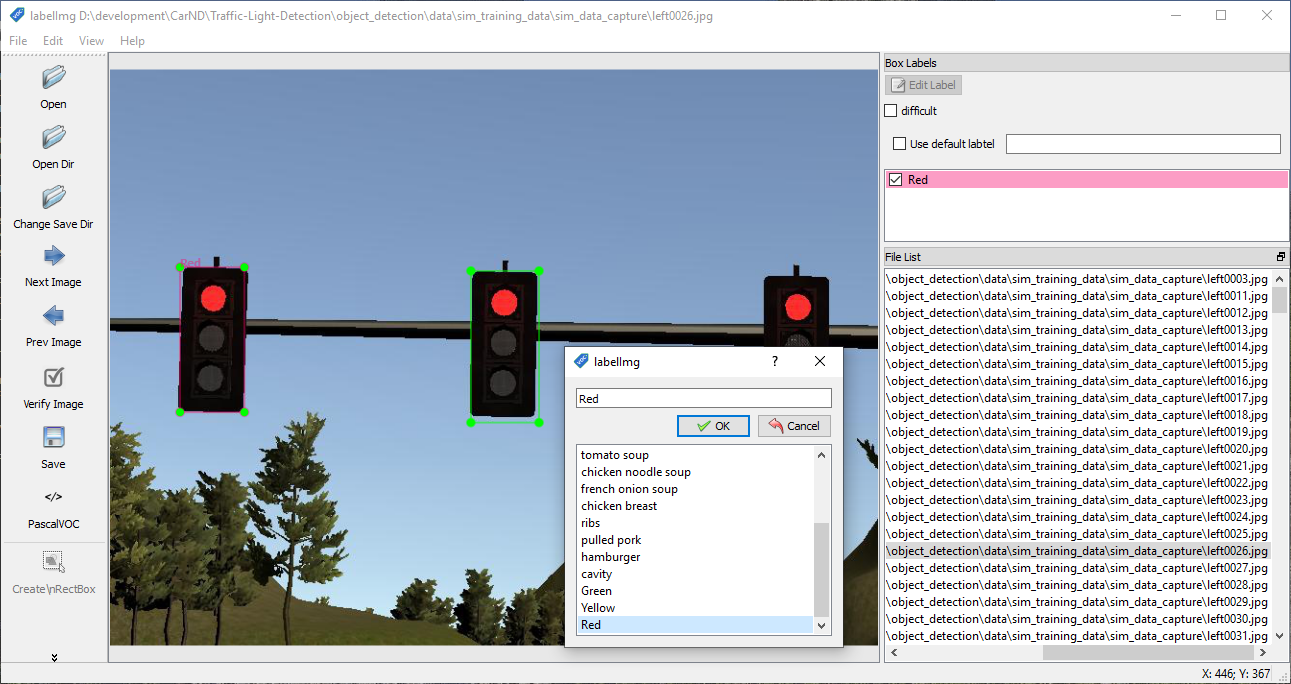 labelImg D:\development\CarND\Traffic-Light-Detection\object_detection\data\sim_training_data\sim_data_capture\left0026.jpg
File Edit View Help
Open
Open Dir
Change Save Dir
Next Image
Prev Image
Verify Image
Save
</>
PascalVOC
Create\nRectBox
Red
labelImg
?
Red
OK
Cancel
tomato soup
chicken noodle soup
french onion soup
chicken breast
ribs
pulled pork
hamburger
cavity
Green
Yellow
Red
Box Labels
Edit Label
difficult
Use default labtel
Red
File List
\object_detection\data\sim_training_data\sim_data_capture\left0003.jpg
\object_detection\data\sim_training_data\sim_data_capture\left0011.jpg
\object_detection\data\sim_training_data\sim_data_capture\left0012.jpg
\object_detection\data\sim_training_data\sim_data_capture\left0013.jpg
\object_detection\data\sim_training_data\sim_data_capture\left0014.jpg
\object_detection\data\sim_training_data\sim_data_capture\left0015.jpg
\object_detection\data\sim_training_data\sim_data_capture\left0016.jpg
\object_detection\data\sim_training_data\sim_data_capture\left0017.jpg
\object_detection\data\sim_training_data\sim_data_capture\left0018.jpg
\object_detection\data\sim_training_data\sim_data_capture\left0019.jpg
\object_detection\data\sim_training_data\sim_data_capture\left0020.jpg
\object_detection\data\sim_training_data\sim_data_capture\left0021.jpg
\object_detection\data\sim_training_data\sim_data_capture\left0022.jpg
\object_detection\data\sim_training_data\sim_data_capture\left0023.jpg
\object_detection\data\sim_training_data\sim_data_capture\left0024.jpg
\object_detection\data\sim_training_data\sim_data_capture\left0025.jpg
\object_detection\data\sim_training_data\sim_data_capture\left0026.jpg
\object_detection\data\sim_training_data\sim_data_capture\left0027.jpg
\object_detection\data\sim_training_data\sim_data_capture\left0028.jpg
\object_detection\data\sim_training_data\sim_data_capture\left0029.jpg
\object_detection\data\sim_training_data\sim_data_capture\left0030.jpg
\object_detection\data\sim_training_data\sim_data_capture\left0031.jpg
X: 446; Y: 367